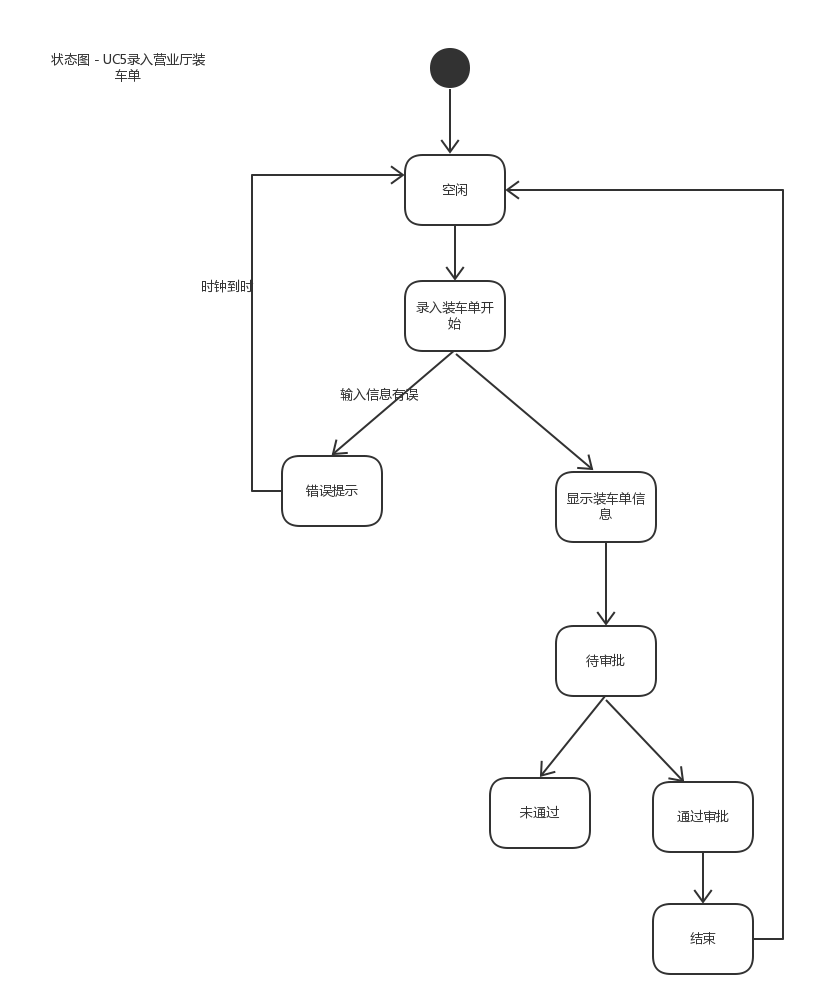 状态图 - UC5录入营业厅装
车单
空闲
时钟到时
录入装车单开
始
输入信息有误
错误提示
显示装车单信
息
待审批
未通过
通过审批
结束